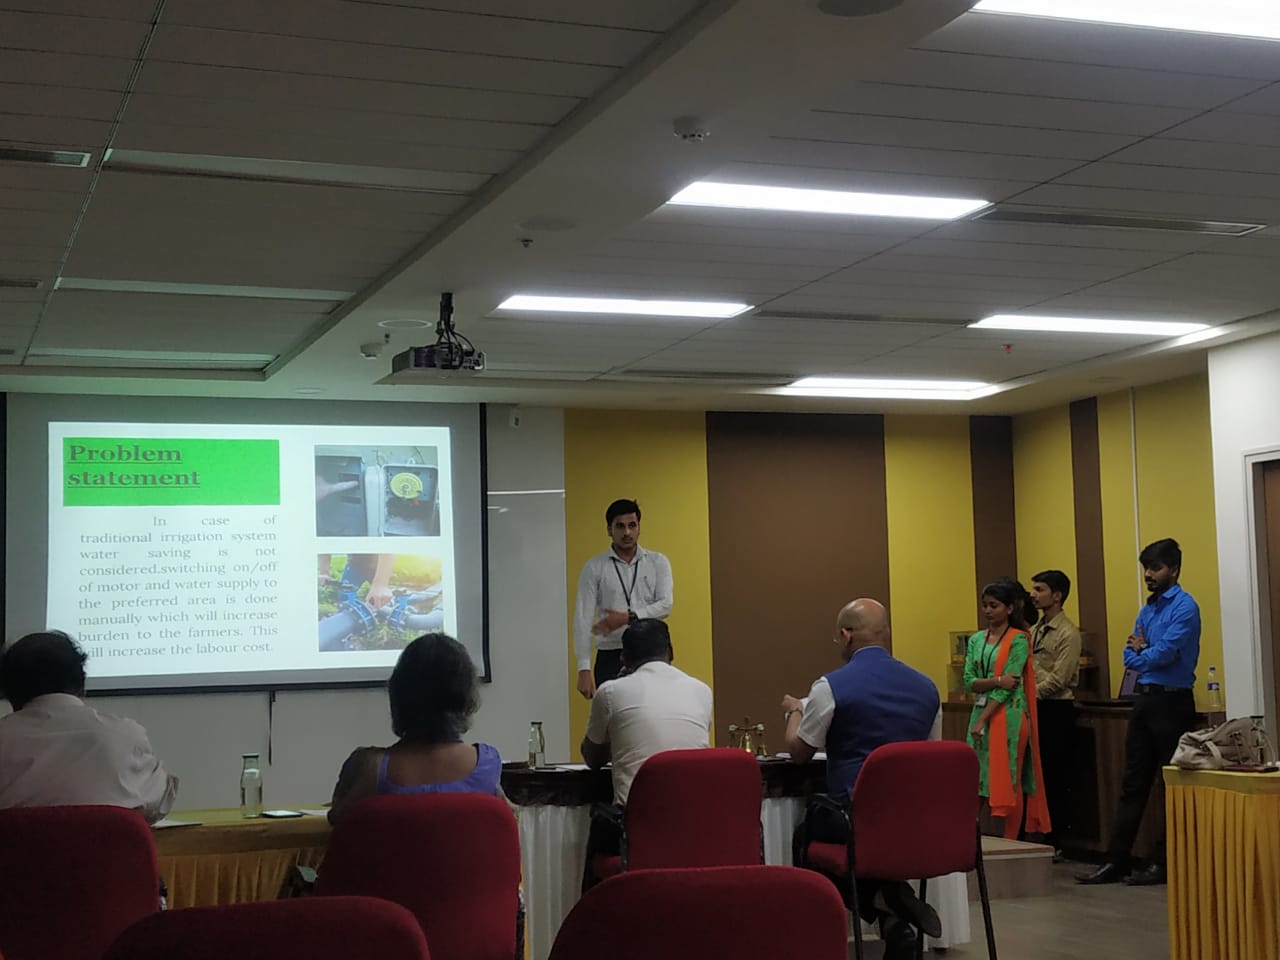 Problem
statement
In case of
traditional irrigation system
water saving is not
considered.switching on/off
of motor and water supply to
the preferred area is done
manually which will increase
burden to the farmers. This
will increase the labour cost.